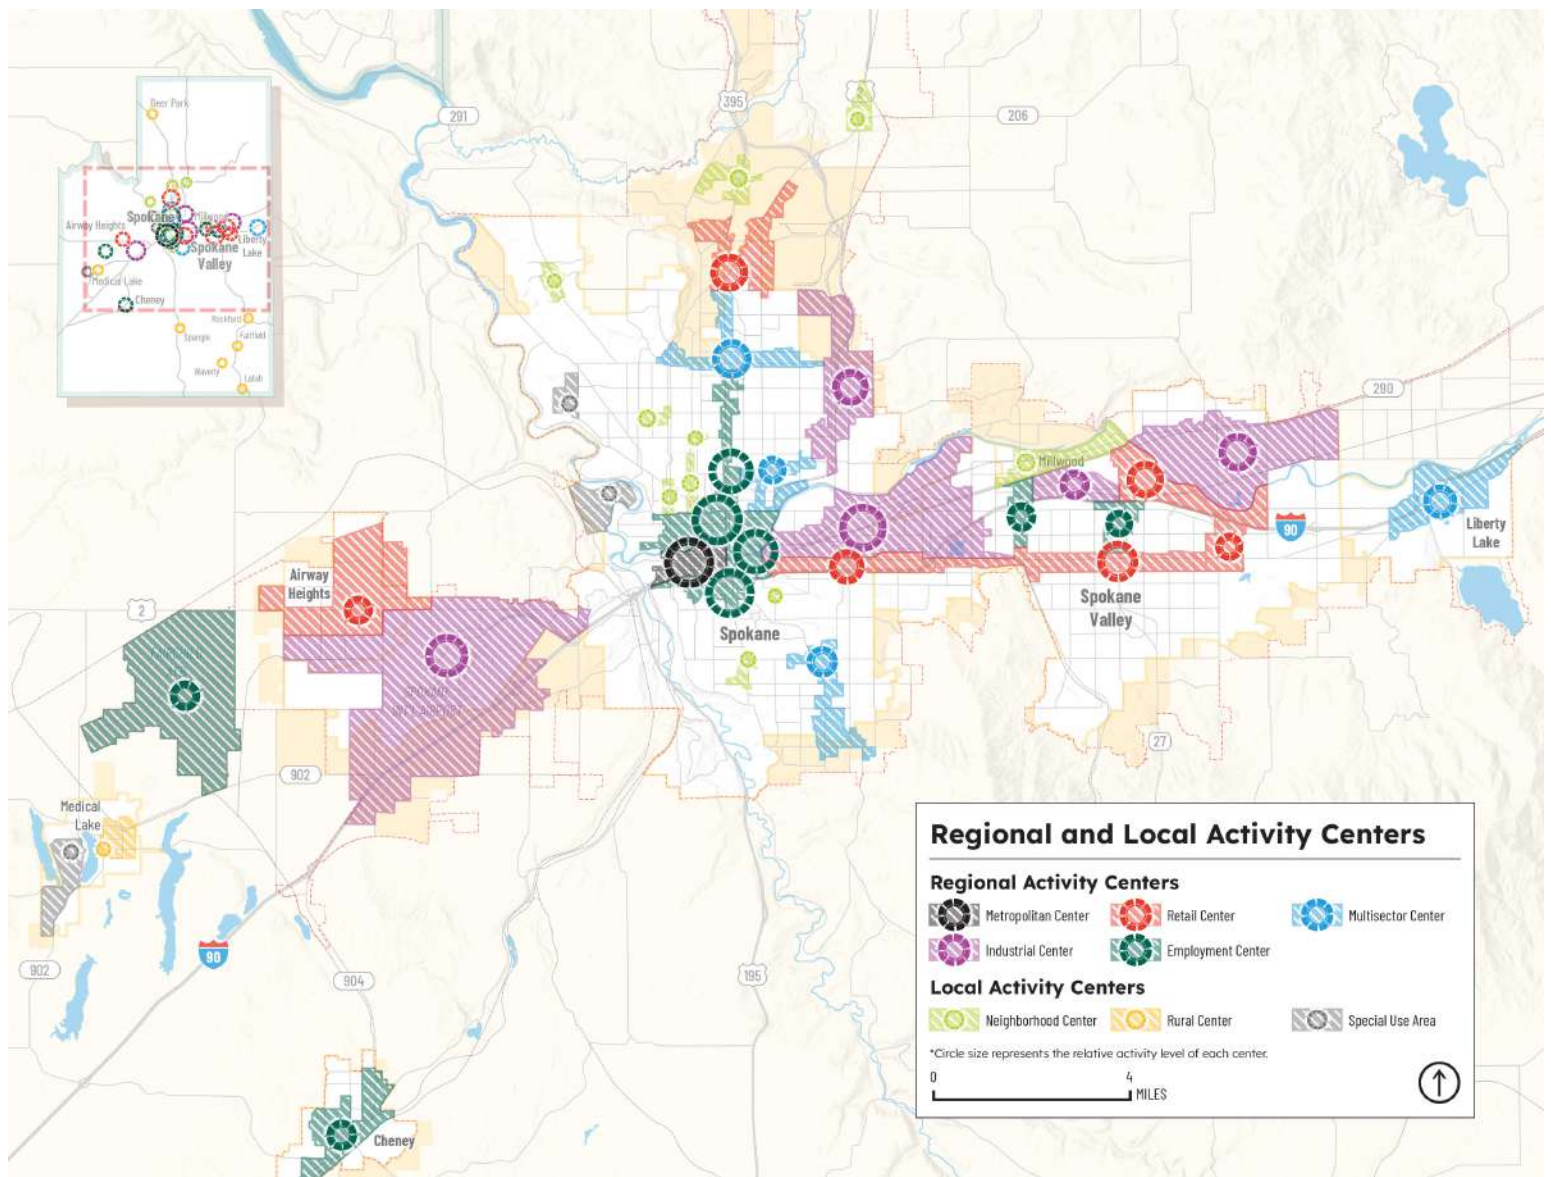 395
291
206
Deer Park
Spokane
Millwood
Airway Heights
Spokane
Valley
Liberty
Lake
Medical Lake
Cheney
Rockford
Spangle
Fairfield
Waverly
Latah
290
Millwood
90
Liberty
Lake
Airway
Heights
2
Spokane
Valley
Spokane
SPOKANE
INT'L AIRPORT
27
902
Medical
Lake
902
90
904
195
Cheney
Regional and Local Activity Centers
Regional Activity Centers
Metropolitan Center
Retail Center
Multisector Center
Industrial Center
Employment Center
Local Activity Centers
Neighborhood Center
Rural Center
Special Use Area
*Circle size represents the relative activity level of each center.
0 4
MILES